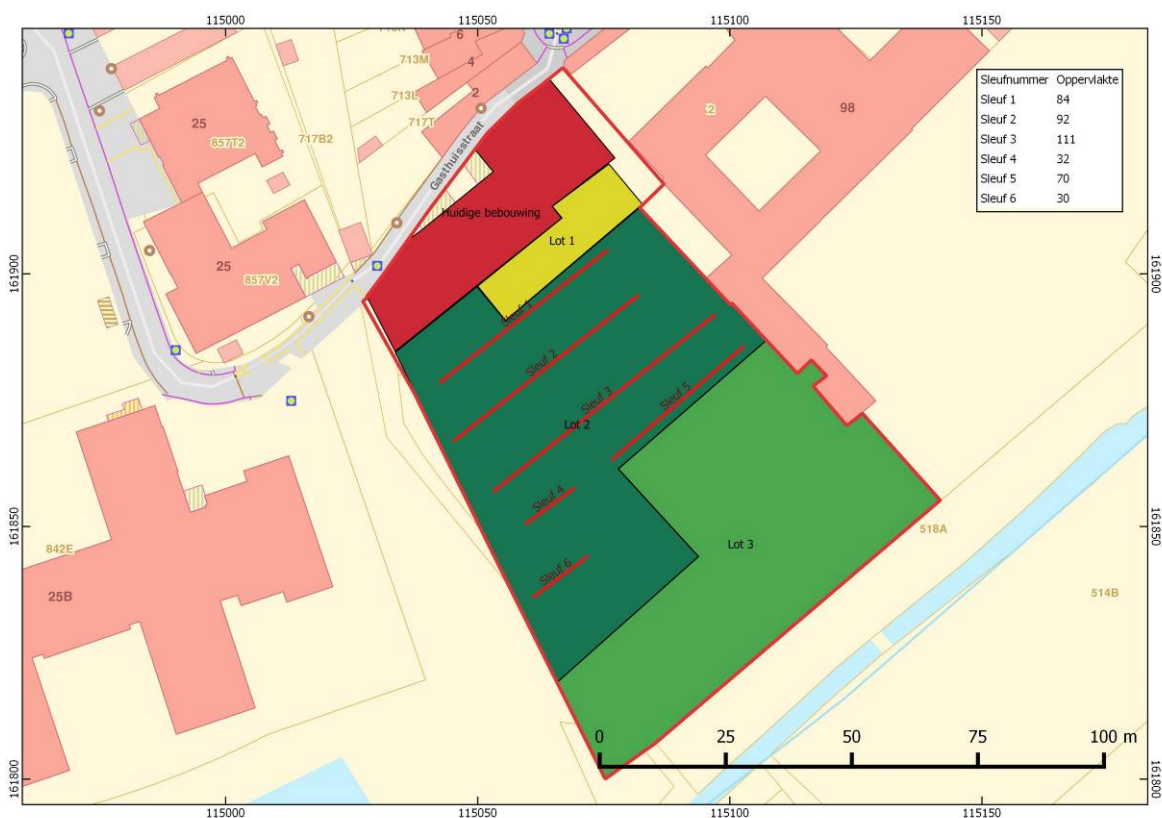 115000 115050 115100 115150
Sleufnummer Oppervlakte
Sleuf 1 84
Sleuf 2 92
Sleuf 3 111
Sleuf 4 32
Sleuf 5 70
Sleuf 6 30
6
713M
4
713L
2
717T
98
25
857T2
717B2
Gasthuisstraat
Huidige bebouwing
Lot 1
25
857V2
161900
161900
Sleuf 1
Sleuf 2
Sleuf 3
Sleuf 5
Lot 2
Sleuf 4
Sleuf 6
Lot 3
161850
161850
842E
25B
518A
514B
0 25 50 75 100 m
161800
161800
115000 115050 115100 115150